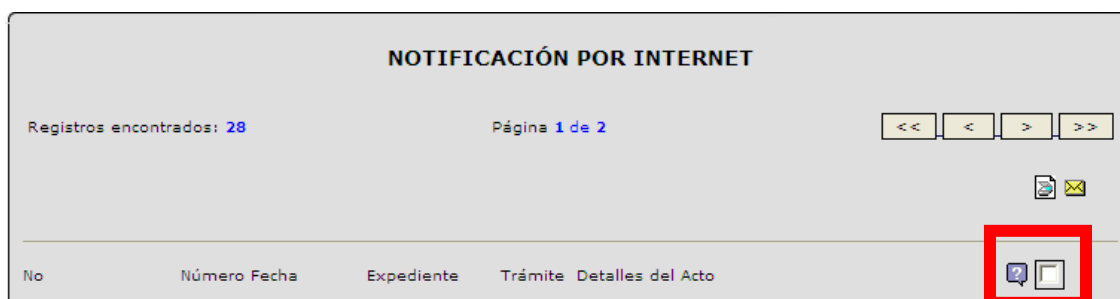 NOTIFICACIÓN POR INTERNET
Registros encontrados: 28 Página 1 de 2 << < > >>
No Número Fecha Expediente Trámite Detalles del Acto ?